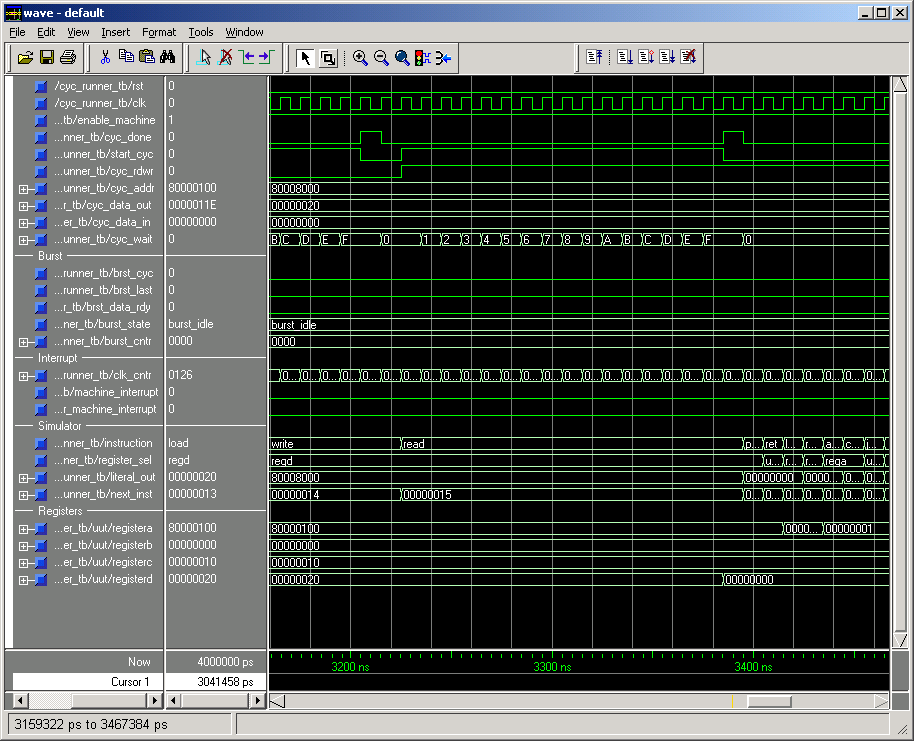 wave - default
File Edit View Insert Format Tools Window
/cyc_runner_tb/rst 0
/cyc_runner_tb/clk 0
...tb/enable_machine 1
...nner_tb/cyc_done 0
...unner_tb/start_cyc 0
...unner_tb/cyc_rdwr 0
...unner_tb/cyc_addr 80000100 80008000
...r_tb/cyc_data_out 0000011E 00000020
...er_tb/cyc_data_in 00000000 00000000
...unner_tb/cyc_wait 0 B C D E F 0 1 2 3 4 5 6 7 8 9 A B C D E F 0
Burst
...runner_tb/brst_cyc 0
...runner_tb/brst_last 0
...r_tb/brst_data_rdy 0
...ner_tb/burst_state burst_idle burst_idle
...nner_tb/burst_cntr 0000 0000
Interrupt
...runner_tb/clk_cntr 0126 0... 0... 0... 0... 0... 0... 0... 0... 0... 0... 0... 0... 0... 0... 0... 0... 0... 0... 0... 0... 0... 0... 0... 0... 0... 0... 0... 0... 0... 0...
...b/machine_interrupt 0
...r_machine_interrupt 0
Simulator
...nner_tb/instruction load write read p... ret l... r... a... c... j...
...ner_tb/register_sel regd regd u... r... r... rega u...
...unner_tb/literal_out 00000020 80008000 00000000 0000... 0... 0...
...unner_tb/next_inst 00000013 00000014 00000015 0... 0... 0... 0... 0... 0... 0...
Registers
...er_tb/uut/registera 80000100 80000100 0000... 00000001
...er_tb/uut/registerb 00000000 00000000
...er_tb/uut/registerc 00000010 00000010
...er_tb/uut/registerd 00000020 00000020 00000000
Now 4000000 ps 3200 ns 3300 ns 3400 ns
Cursor 1 3041458 ps
3159322 ps to 3467384 ps